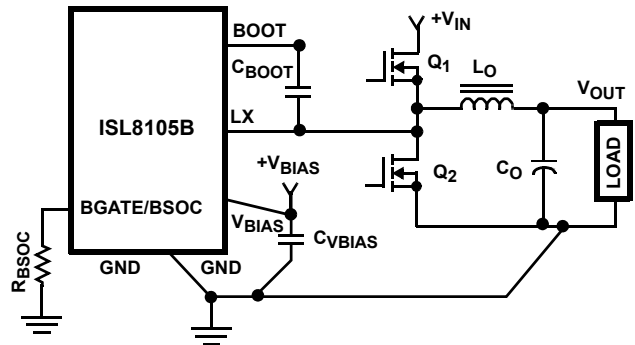 +VIN
BOOT
Q1
CBOOT
LO
VOUT
ISL8105B
LX
+VBIAS
Q2
CO
LOAD
BGATE/BSOC
VBIAS
CVBIAS
RBSOC
GND
GND